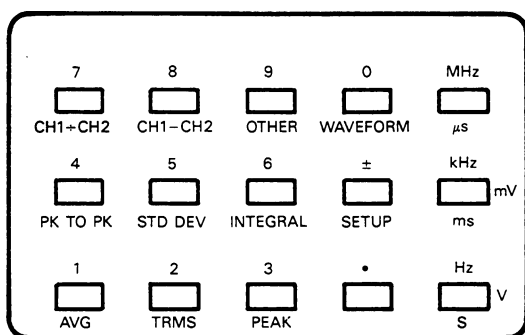 7 8 9 0 MHz
CH1÷CH2 CH1−CH2 OTHER WAVEFORM μs
4 5 6 ± kHz
mV
PK TO PK STD DEV INTEGRAL SETUP ms
1 2 3 • Hz
V
AVG TRMS PEAK S